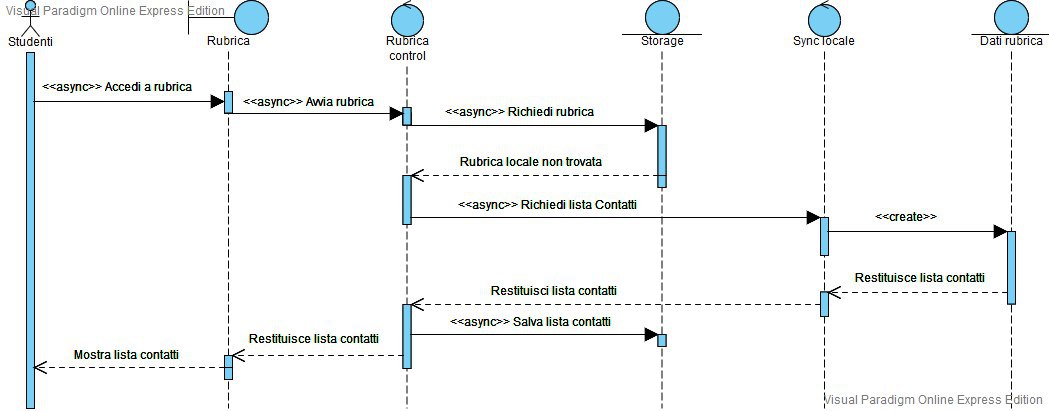 Visual Paradigm Online Express Edition
Studenti
Rubrica
Rubrica
control
Storage
Sync locale
Dati rubrica
<<async>> Accedi a rubrica
<<async>> Avvia rubrica
<<async>> Richiedi rubrica
Rubrica locale non trovata
<<async>> Richiedi lista Contatti
<<create>>
Restituisce lista contatti
Restituisci lista contatti
<<async>> Salva lista contatti
Restituisce lista contatti
Mostra lista contatti
Visual Paradigm Online Express Edition